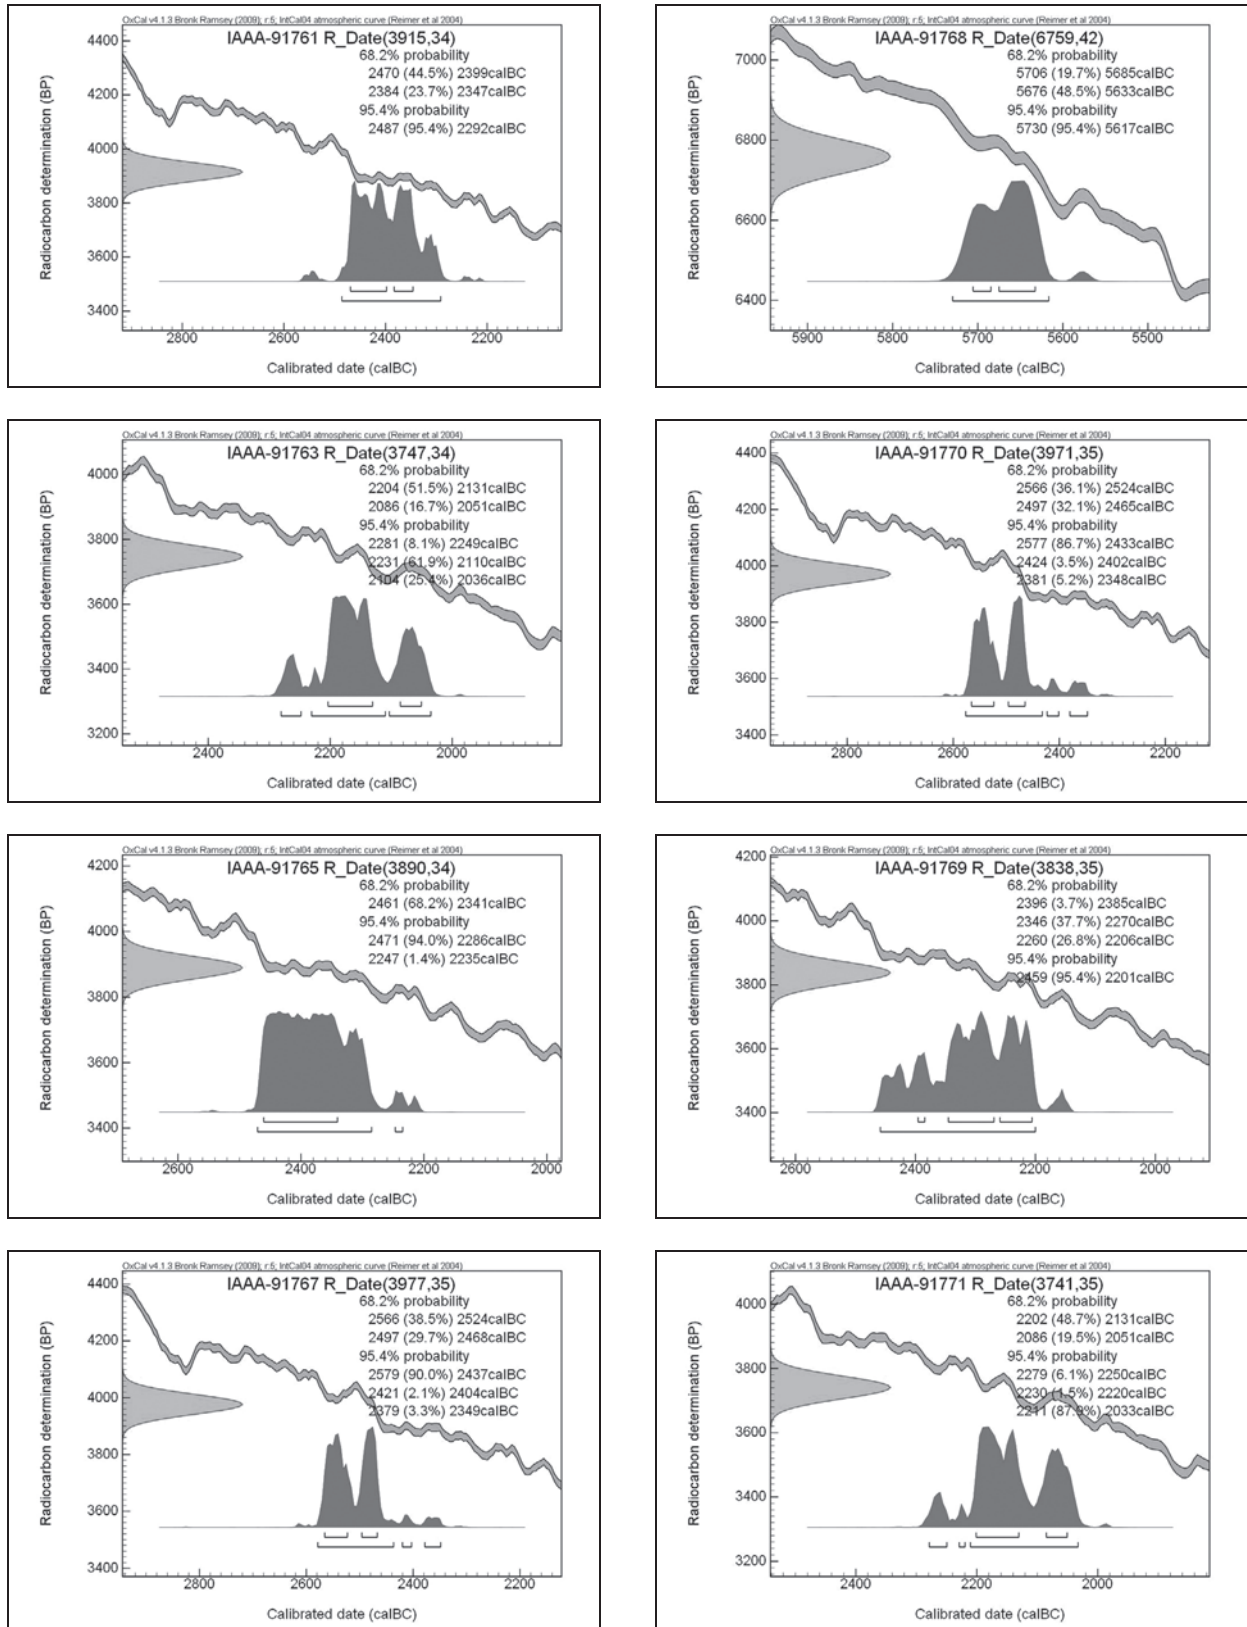 OxCal v4.1.3 Bronk Ramsey (2009); r:5; IntCal04 atmospheric curve (Reimer et al 2004)
IAAA-91761 R_Date(3915,34)
68.2% probability
2470 (44.5%) 2399calBC
2384 (23.7%) 2347calBC
95.4% probability
2487 (95.4%) 2292calBC
Radiocarbon determination (BP)
4400
4200
4000
3800
3600
3400
2800 2600 2400 2200
Calibrated date (calBC)
OxCal v4.1.3 Bronk Ramsey (2009); r:5; IntCal04 atmospheric curve (Reimer et al 2004)
IAAA-91768 R_Date(6759,42)
68.2% probability
5706 (19.7%) 5685calBC
5676 (48.5%) 5633calBC
95.4% probability
5730 (95.4%) 5617calBC
Radiocarbon determination (BP)
7000
6800
6600
6400
5900 5800 5700 5600 5500
Calibrated date (calBC)
OxCal v4.1.3 Bronk Ramsey (2009); r:5; IntCal04 atmospheric curve (Reimer et al 2004)
IAAA-91763 R_Date(3747,34)
68.2% probability
2204 (51.5%) 2131calBC
2086 (16.7%) 2051calBC
95.4% probability
2281 (8.1%) 2249calBC
2231 (61.9%) 2110calBC
2104 (25.4%) 2036calBC
Radiocarbon determination (BP)
4000
3800
3600
3400
3200
2400 2200 2000
Calibrated date (calBC)
OxCal v4.1.3 Bronk Ramsey (2009); r:5; IntCal04 atmospheric curve (Reimer et al 2004)
IAAA-91770 R_Date(3971,35)
68.2% probability
2566 (36.1%) 2524calBC
2497 (32.1%) 2465calBC
95.4% probability
2577 (86.7%) 2433calBC
2424 (3.5%) 2402calBC
2381 (5.2%) 2348calBC
Radiocarbon determination (BP)
4400
4200
4000
3800
3600
3400
2800 2600 2400 2200
Calibrated date (calBC)
OxCal v4.1.3 Bronk Ramsey (2009); r:5; IntCal04 atmospheric curve (Reimer et al 2004)
IAAA-91765 R_Date(3890,34)
68.2% probability
2461 (68.2%) 2341calBC
95.4% probability
2471 (94.0%) 2286calBC
2247 (1.4%) 2235calBC
Radiocarbon determination (BP)
4200
4000
3800
3600
3400
2600 2400 2200 2000
Calibrated date (calBC)
OxCal v4.1.3 Bronk Ramsey (2009); r:5; IntCal04 atmospheric curve (Reimer et al 2004)
IAAA-91769 R_Date(3838,35)
68.2% probability
2396 (3.7%) 2385calBC
2346 (37.7%) 2270calBC
2260 (26.8%) 2206calBC
95.4% probability
2459 (95.4%) 2201calBC
Radiocarbon determination (BP)
4200
4000
3800
3600
3400
2600 2400 2200 2000
Calibrated date (calBC)
OxCal v4.1.3 Bronk Ramsey (2009); r:5; IntCal04 atmospheric curve (Reimer et al 2004)
IAAA-91767 R_Date(3977,35)
68.2% probability
2566 (38.5%) 2524calBC
2497 (29.7%) 2468calBC
95.4% probability
2579 (90.0%) 2437calBC
2421 (2.1%) 2404calBC
2379 (3.3%) 2349calBC
Radiocarbon determination (BP)
4400
4200
4000
3800
3600
3400
2800 2600 2400 2200
Calibrated date (calBC)
OxCal v4.1.3 Bronk Ramsey (2009); r:5; IntCal04 atmospheric curve (Reimer et al 2004)
IAAA-91771 R_Date(3741,35)
68.2% probability
2202 (48.7%) 2131calBC
2086 (19.5%) 2051calBC
95.4% probability
2279 (6.1%) 2250calBC
2230 (1.5%) 2220calBC
2211 (87.9%) 2033calBC
Radiocarbon determination (BP)
4000
3800
3600
3400
3200
2400 2200 2000
Calibrated date (calBC)